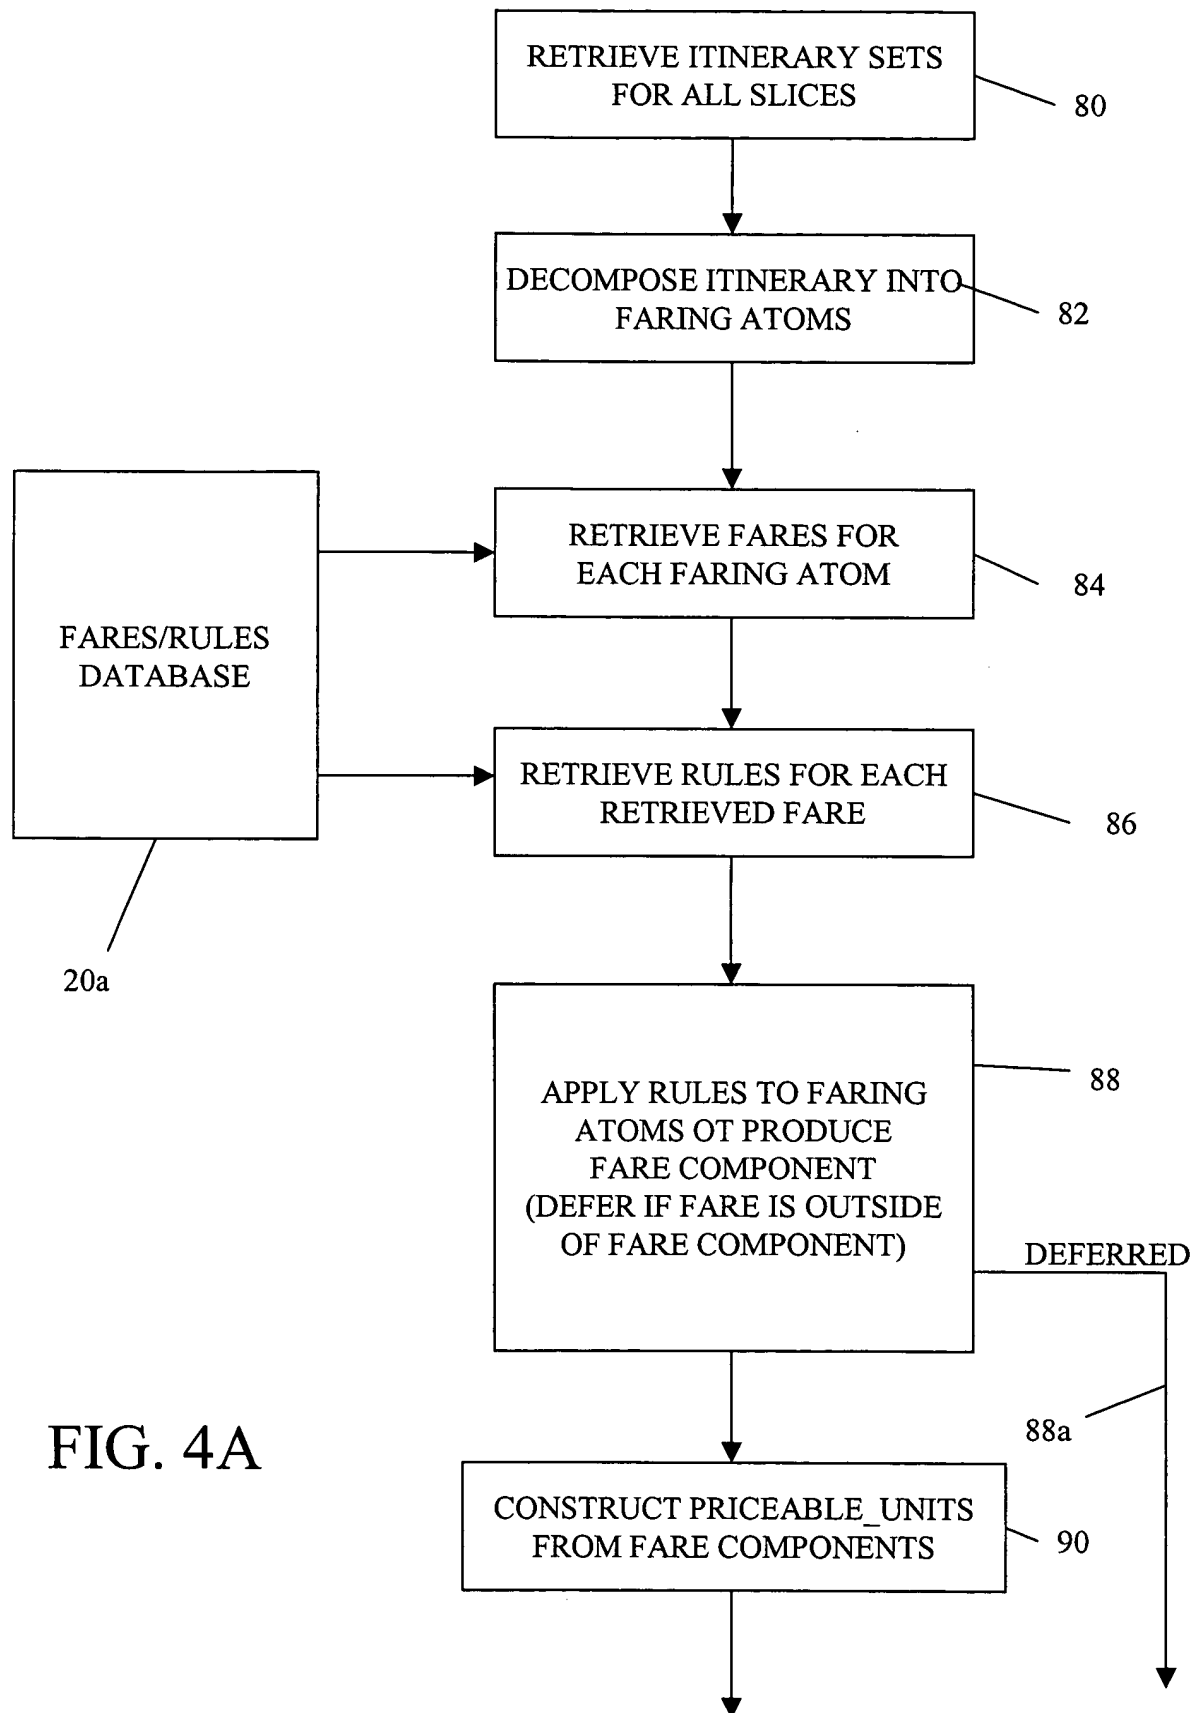 RETRIEVE ITINERARY SETS
FOR ALL SLICES
80
DECOMPOSE ITINERARY INTO
FARING ATOMS
82
RETRIEVE FARES FOR
EACH FARING ATOM
84
FARES/RULES
DATABASE
RETRIEVE RULES FOR EACH
RETRIEVED FARE
86
20a
APPLY RULES TO FARING
ATOMS OT PRODUCE
FARE COMPONENT
(DEFER IF FARE IS OUTSIDE
OF FARE COMPONENT)
88
DEFERRED
88a
FIG. 4A
CONSTRUCT PRICEABLE_UNITS
FROM FARE COMPONENTS
90